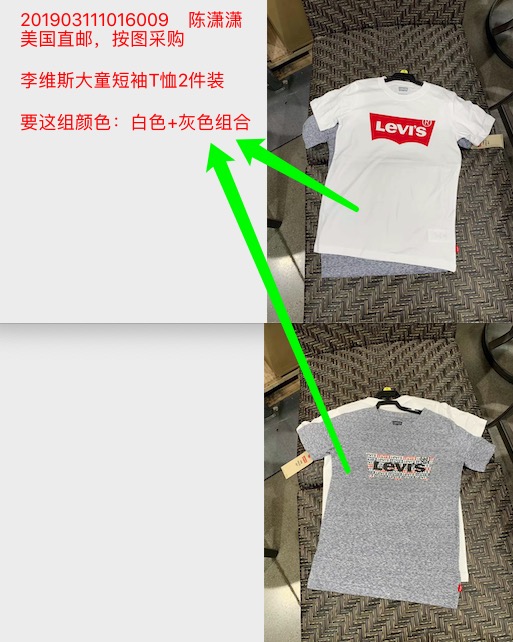 201903111016009 陈潇潇
美国直邮，按图采购
李维斯大童短袖T恤2件装
要这组颜色：白色+灰色组合
Levi's®
Levi's